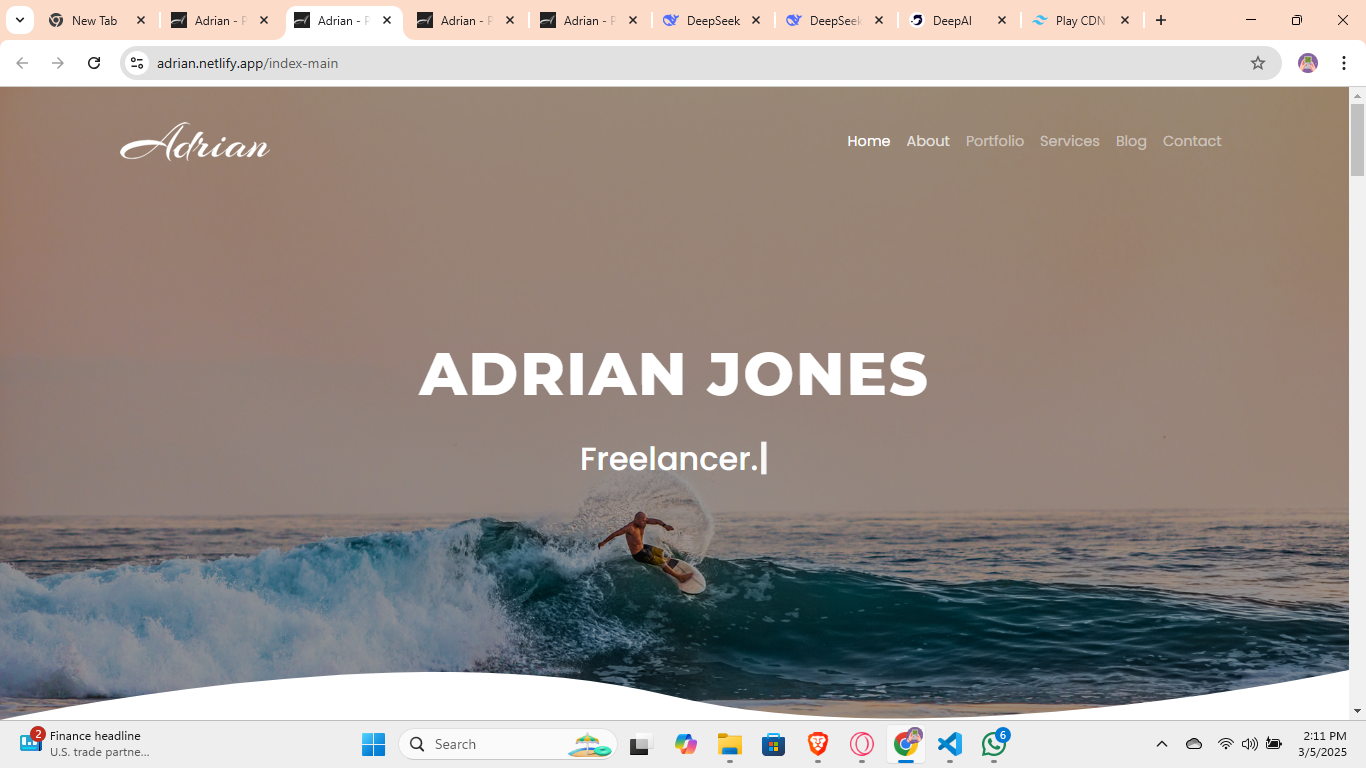 New Tab
Adrian - P
Adrian - P
Adrian - P
Adrian - P
DeepSeek
DeepSeek
DeepAI
Play CDN
adrian.netlify.app/index-main
Adrian
Home About Portfolio Services Blog Contact
ADRIAN JONES
Freelancer.
2
Finance headline
U.S. trade partne...
Search
6
2:11 PM
3/5/2025